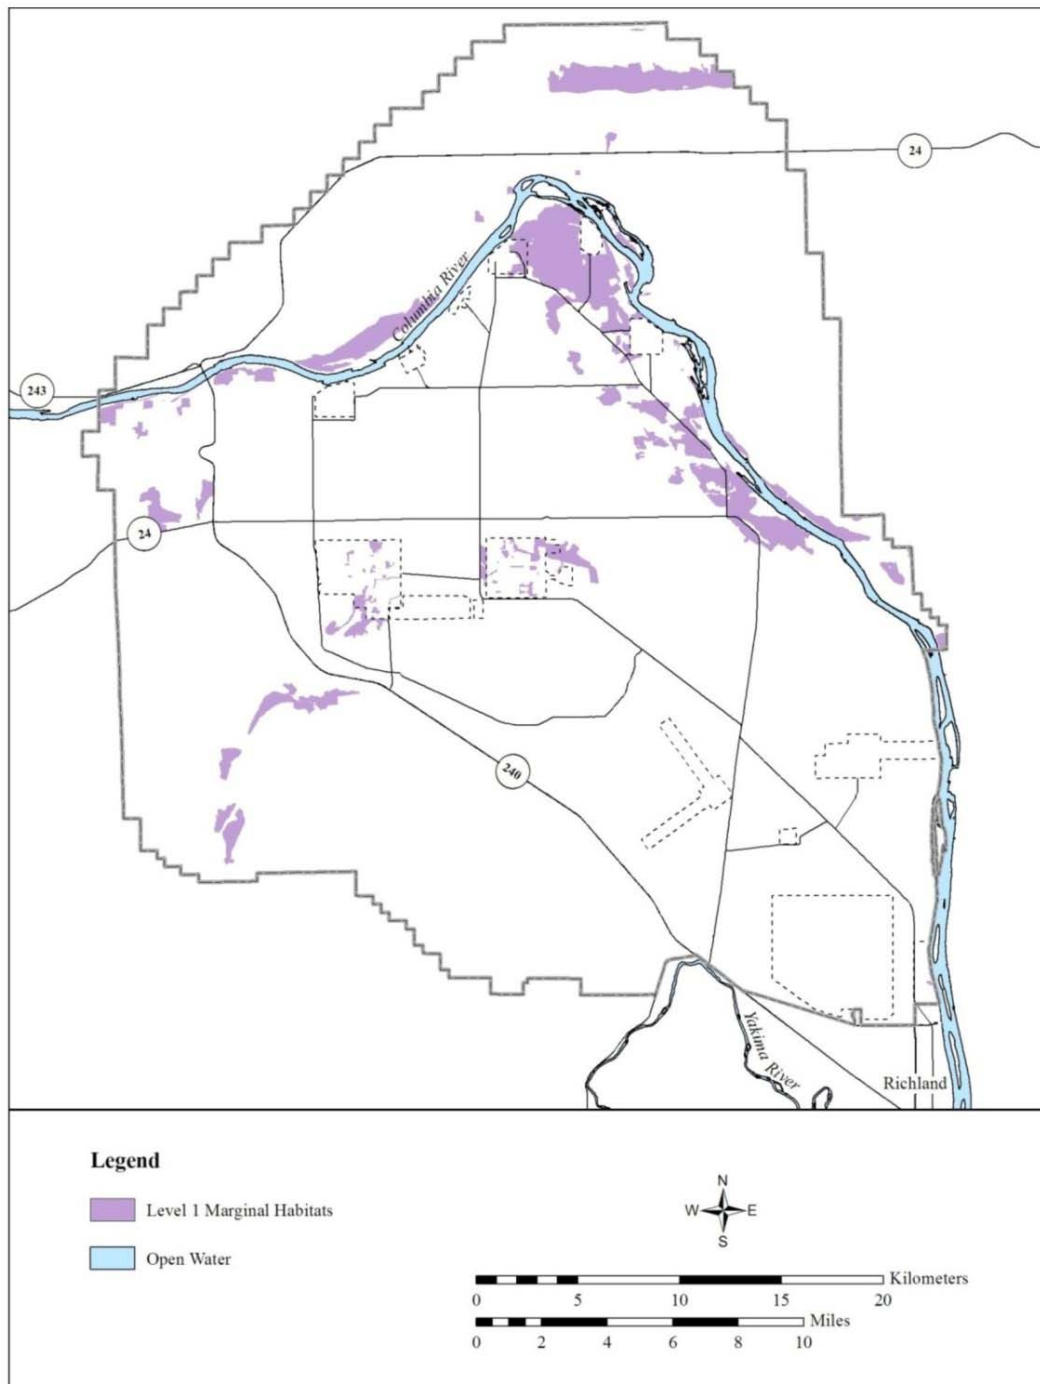 24
Columbia River
243
24
240
Yakima River
Richland
Legend
Level 1 Marginal Habitats
Open Water
N
W E
S
Kilometers
0 5 10 15 20
Miles
0 2 4 6 8 10